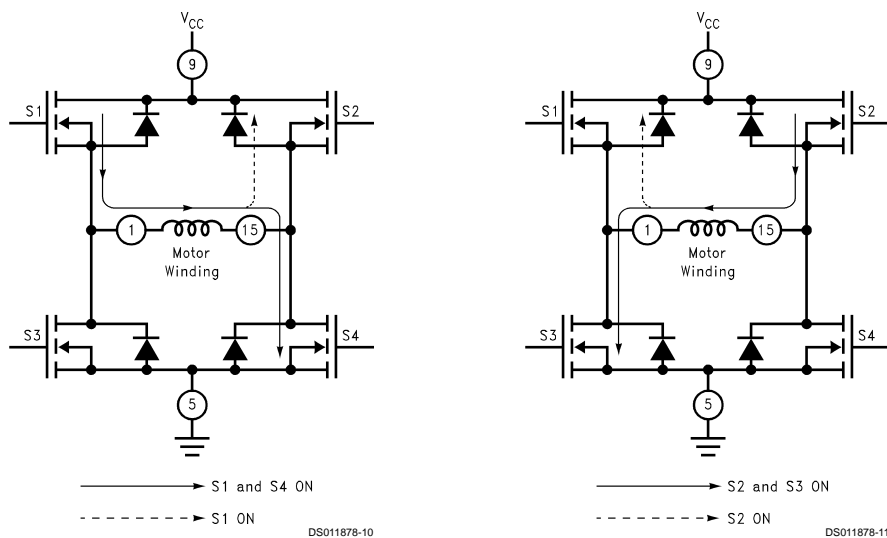 V_CC
9
S1
S2
1
15
Motor
Winding
S3
S4
5
S1 and S4 ON
S1 ON
DS011878-10
V_CC
9
S1
S2
1
15
Motor
Winding
S3
S4
5
S2 and S3 ON
S2 ON
DS011878-11